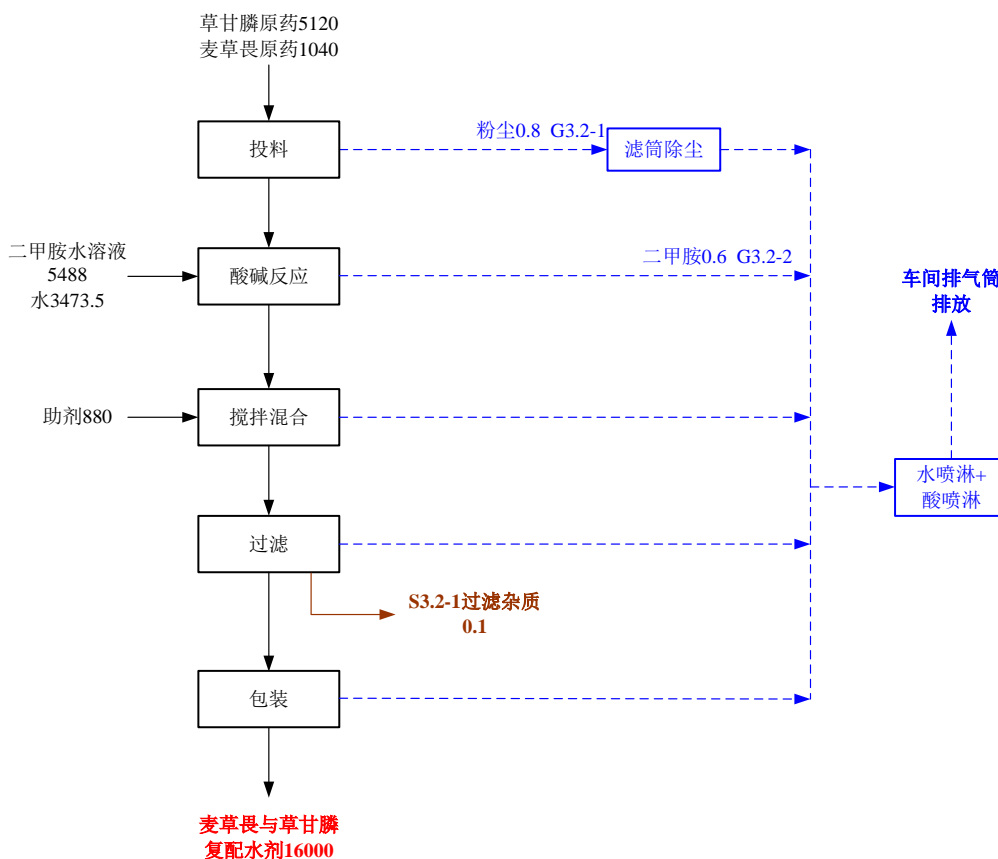 草甘膦原药5120
麦草畏原药1040
投料
粉尘0.8 G3.2-1
滤筒除尘
二甲胺水溶液
5488
水3473.5
酸碱反应
二甲胺0.6 G3.2-2
车间排气筒
排放
助剂880
搅拌混合
水喷淋+
酸喷淋
过滤
S3.2-1过滤杂质
0.1
包装
麦草畏与草甘膦
复配水剂16000